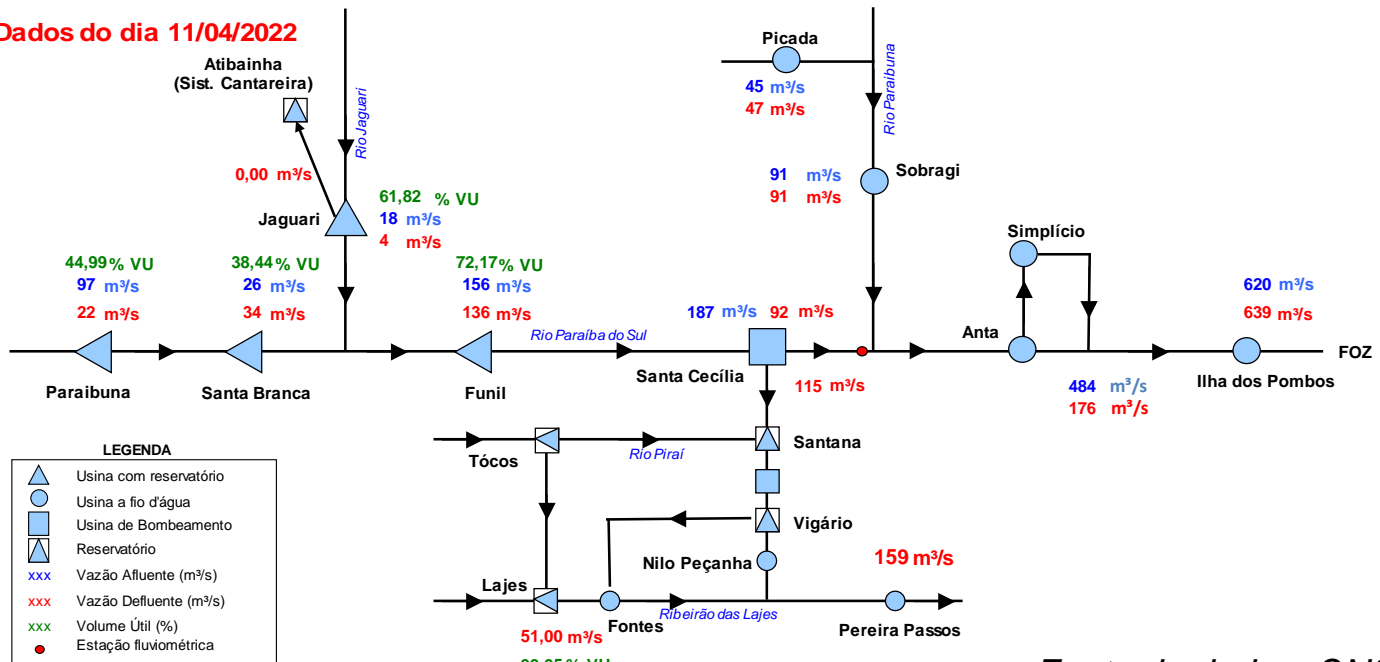 Dados do dia 11/04/2022
Atibainha
(Sist. Cantareira)
Rio Jaguari
0,00 m³/s
Jaguari
61,82 % VU
18 m³/s
4 m³/s
Picada
45 m³/s
47 m³/s
Rio Paraibuna
91 m³/s
91 m³/s
Sobragi
44,99% VU
97 m³/s
22 m³/s
Paraibuna
38,44% VU
26 m³/s
34 m³/s
Santa Branca
72,17% VU
156 m³/s
136 m³/s
Funil
Rio Paraíba do Sul
187 m³/s 92 m³/s
Santa Cecília
115 m³/s
Simplício
Anta
484 m³/s
176 m³/s
620 m³/s
639 m³/s
Ilha dos Pombos
FOZ
Tócos
Rio Piraí
Santana
Vigário
Nilo Peçanha
159 m³/s
Lajes
Fontes
Ribeirão das Lajes
Pereira Passos
51,00 m³/s
LEGENDA
Usina com reservatório
Usina a fio d'água
Usina de Bombeamento
Reservatório
xxx Vazão Afluente (m³/s)
xxx Vazão Defluente (m³/s)
xxx Volume Útil (%)
Estação fluviométrica